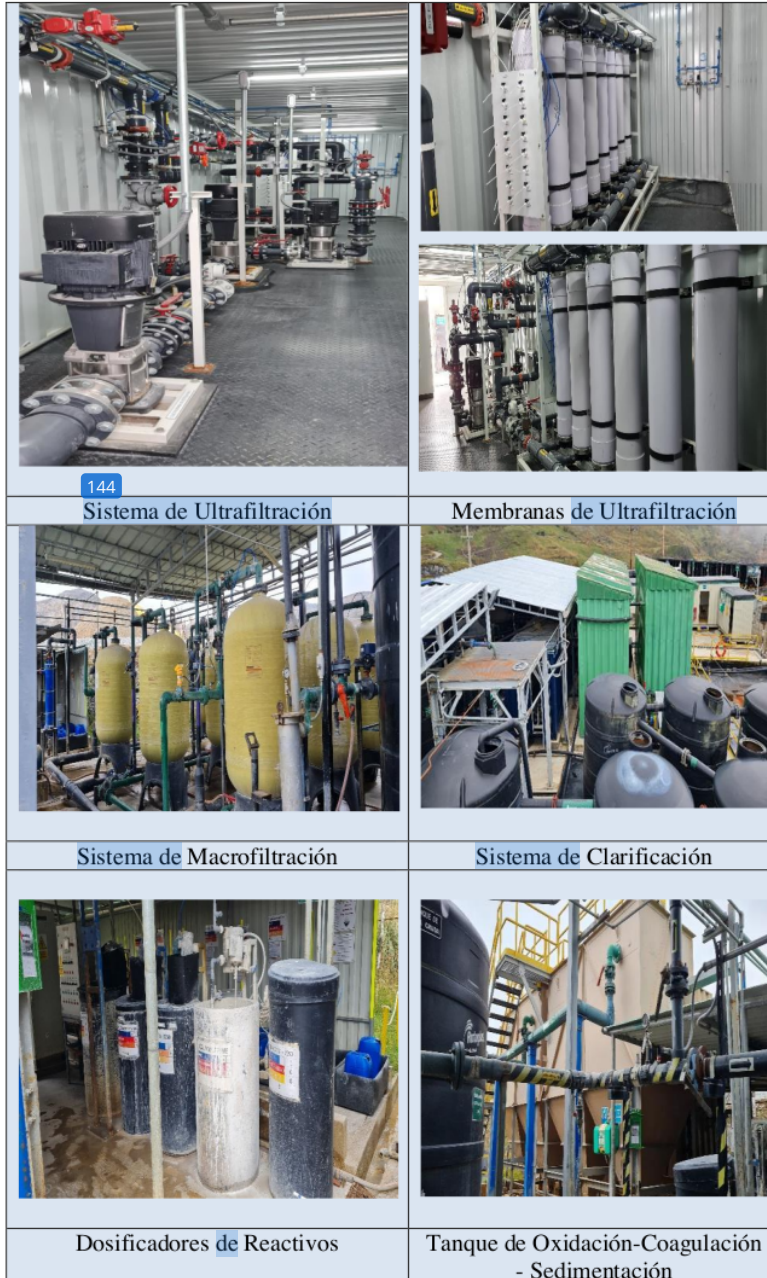 144
Sistema de Ultrafiltración
Membranas de Ultrafiltración
Sistema de Macrofiltración
Sistema de Clarificación
Dosificadores de Reactivos
Tanque de Oxidación-Coagulación
- Sedimentación